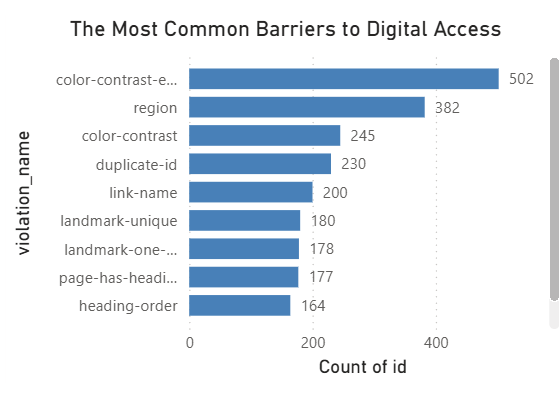 The Most Common Barriers to Digital Access
violation_name
color-contrast-e... 502
region 382
color-contrast 245
duplicate-id 230
link-name 200
landmark-unique 180
landmark-one-... 178
page-has-headi... 177
heading-order 164
0 200 400
Count of id